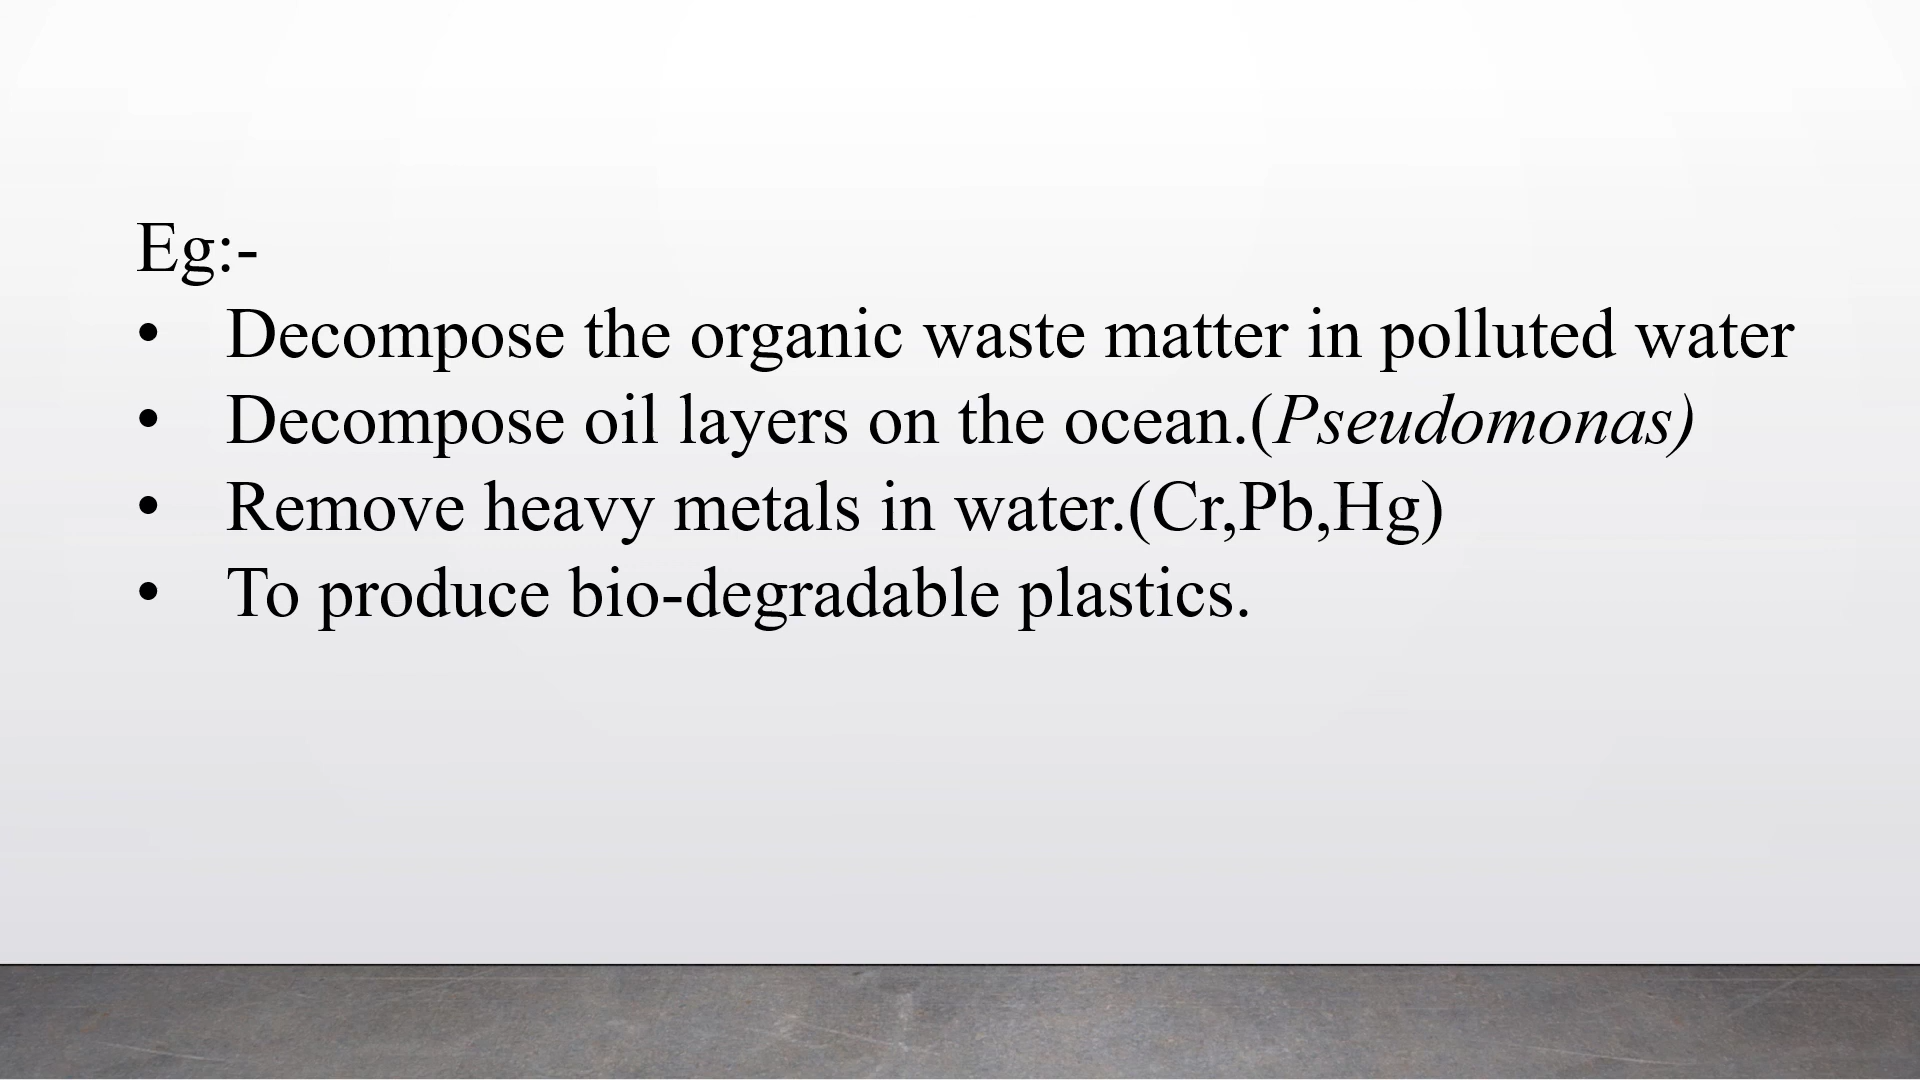 Eg:-
• Decompose the organic waste matter in polluted water
• Decompose oil layers on the ocean.(Pseudomonas)
• Remove heavy metals in water.(Cr,Pb,Hg)
• To produce bio-degradable plastics.